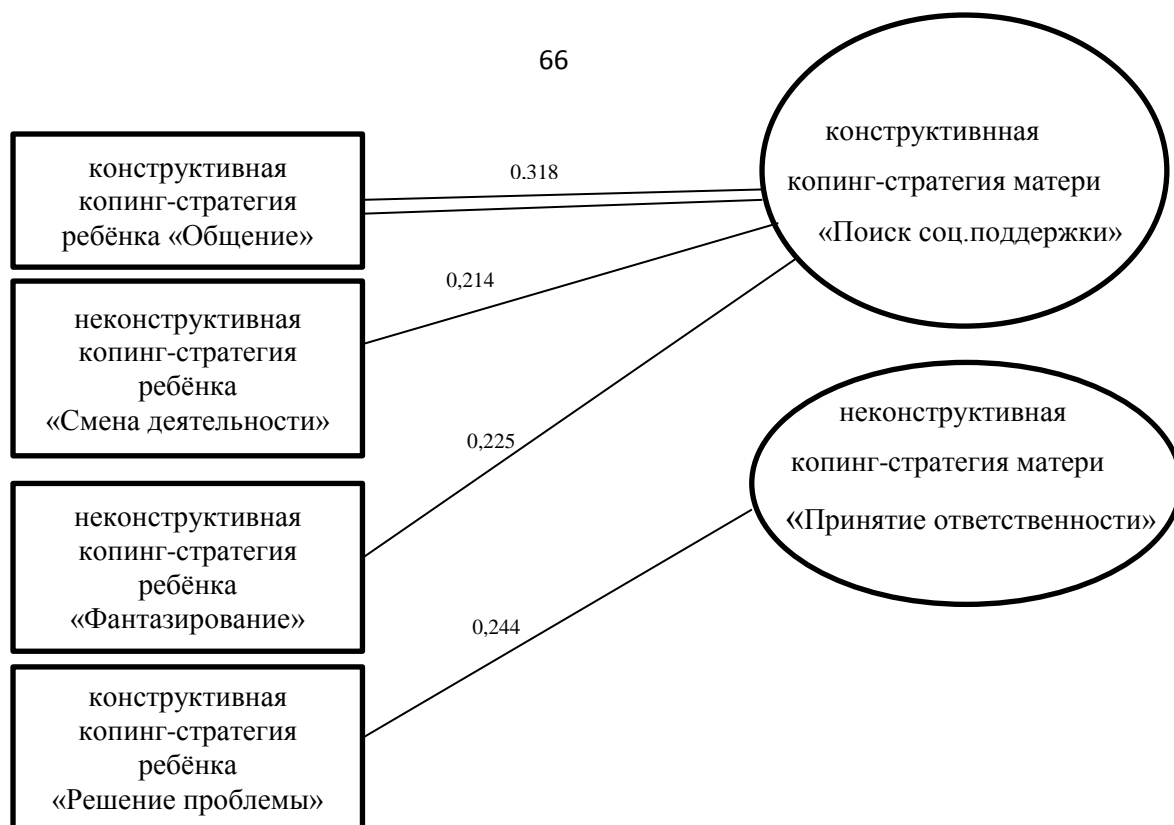 66
конструктивная
копинг-стратегия
ребёнка «Общение»
0.318
конструктивнная
копинг-стратегия матери
«Поиск соц.поддержки»
неконструктивная
копинг-стратегия
ребёнка
«Смена деятельности»
0,214
неконструктивная
копинг-стратегия
ребёнка
«Фантазирование»
0,225
неконструктивная
копинг-стратегия матери
«Принятие ответственности»
конструктивная
копинг-стратегия
ребёнка
«Решение проблемы»
0,244